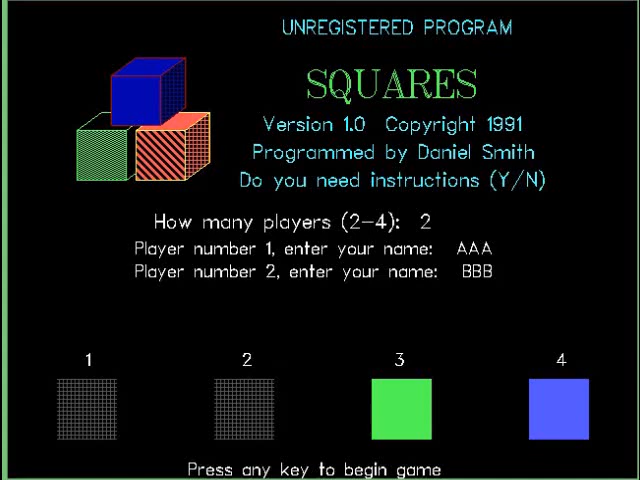 UNREGISTERED PROGRAM
SQUARES
Version 1.0 Copyright 1991
Programmed by Daniel Smith
Do you need instructions (Y/N)
How many players (2-4): 2
Player number 1, enter your name: AAA
Player number 2, enter your name: BBB
1 2 3 4
Press any key to begin game